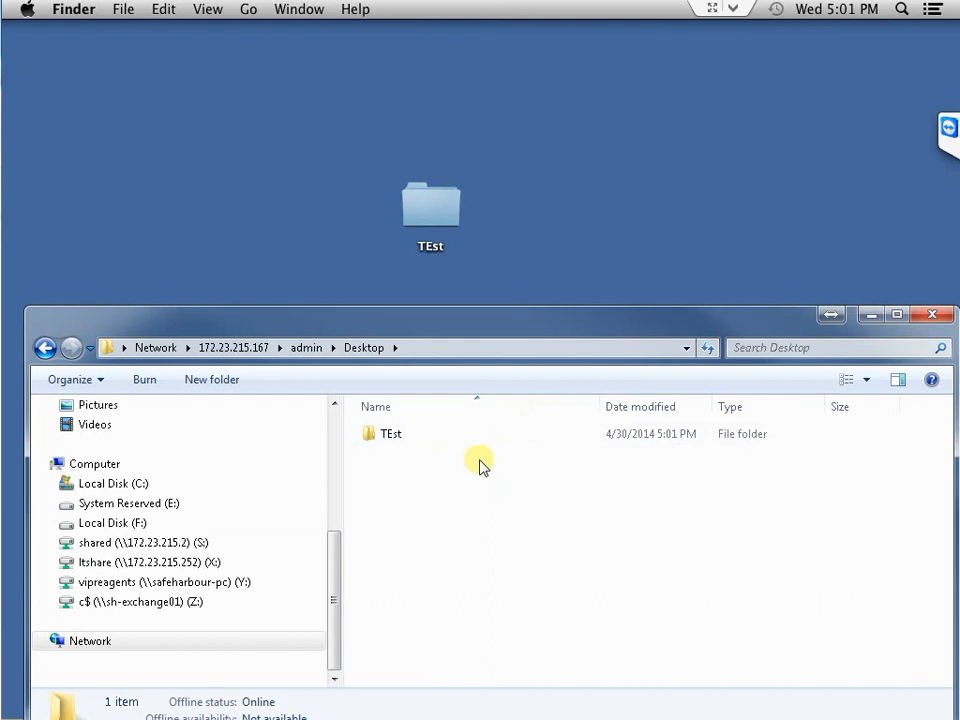 Finder File Edit View Go Window Help Wed 5:01 PM
TEst
Network 172.23.215.167 admin Desktop Search Desktop
Organize Burn New folder
Name Date modified Type Size
TEst 4/30/2014 5:01 PM File folder
Pictures
Videos
Computer
Local Disk (C:)
System Reserved (E:)
Local Disk (F:)
shared (\\172.23.215.2) (S:)
ltshare (\\172.23.215.252) (X:)
vipreagents (\\safeharbour-pc) (Y:)
c$ (\\sh-exchange01) (Z:)
Network
1 item Offline status: Online
Offline availability: Not available